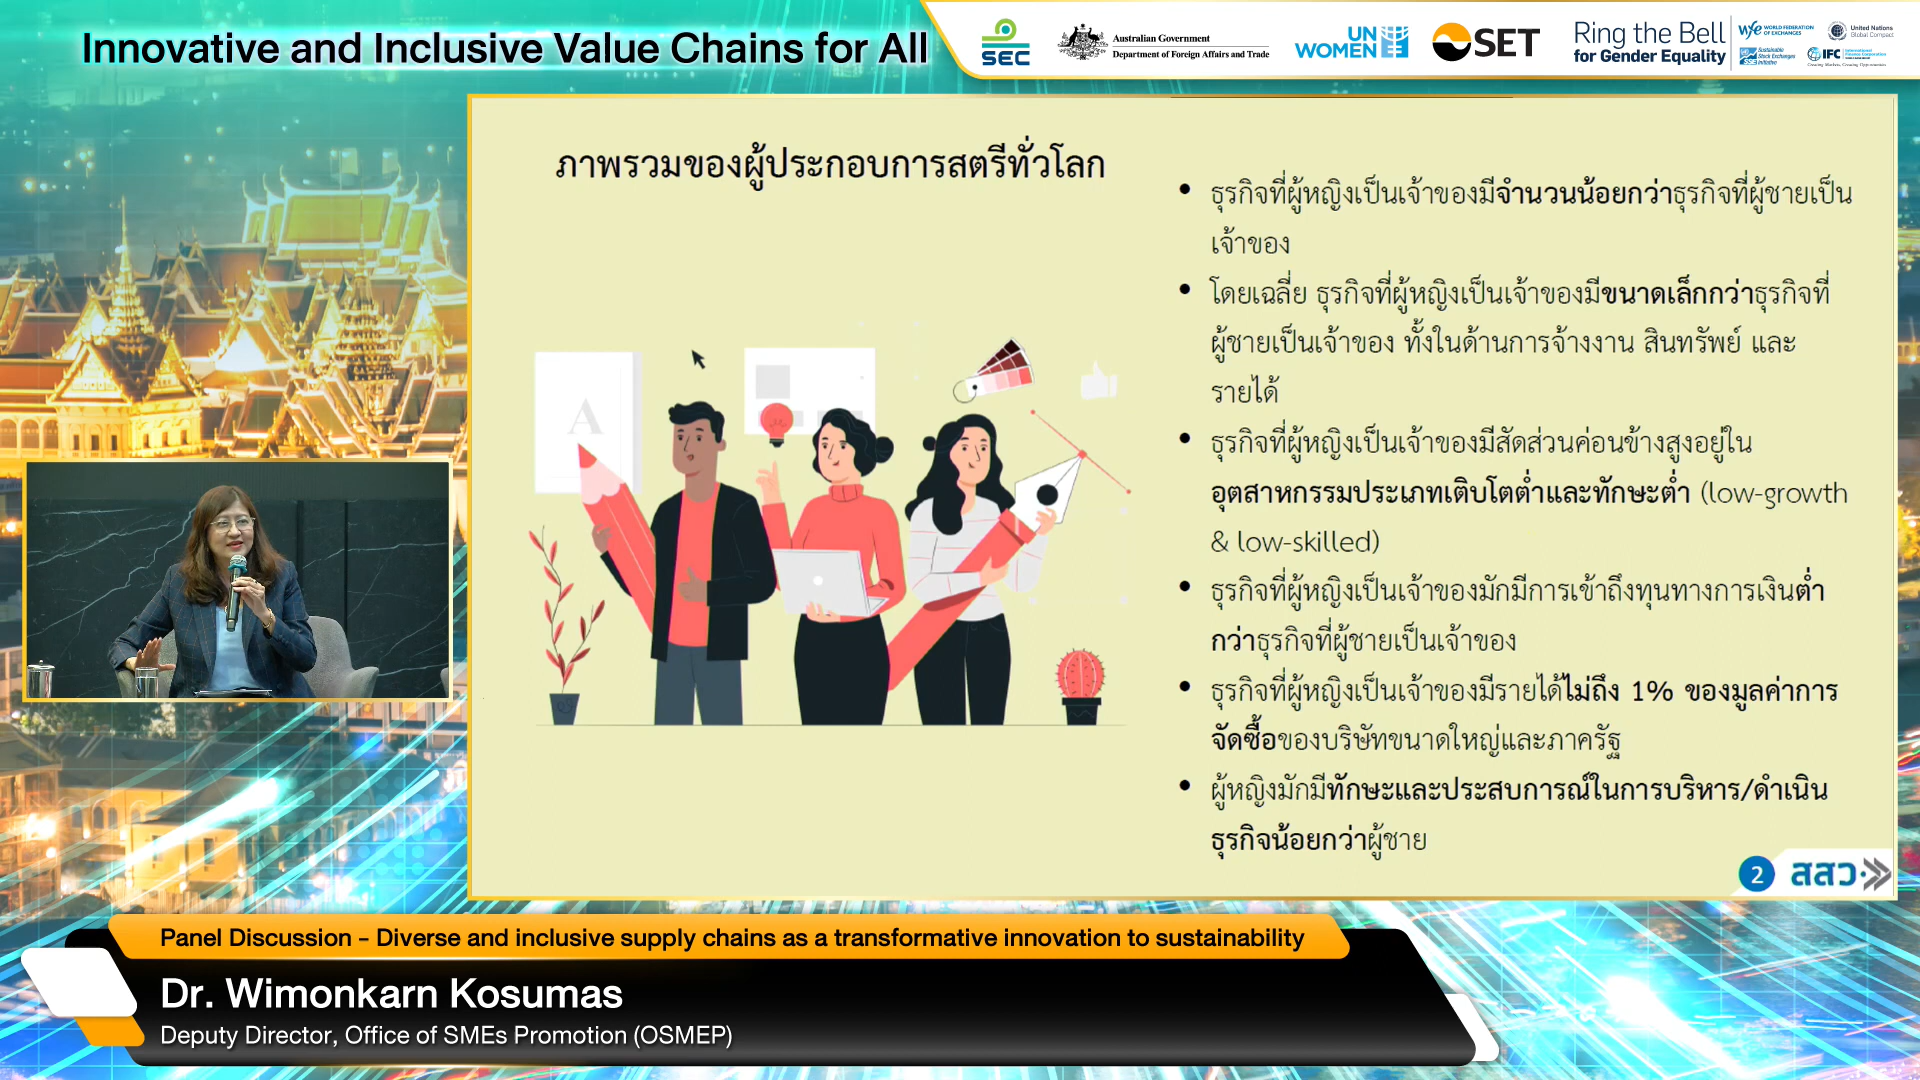 Innovative and Inclusive Value Chains for All
SEC
Australian Government
Department of Foreign Affairs and Trade
UN
WOMEN
SET
Ring the Bell
for Gender Equality
wfe WORLD FEDERATION
OF EXCHANGES
United Nations
Global Compact
SSE Sustainable
Stock Exchanges
Initiative
IFC International
Finance Corporation
Creating Markets, Creating Opportunities
ภาพรวมของผู้ประกอบการสตรีทั่วโลก
A
• ธุรกิจที่ผู้หญิงเป็นเจ้าของมีจำนวนน้อยกว่าธุรกิจที่ผู้ชายเป็น
เจ้าของ
• โดยเฉลี่ย ธุรกิจที่ผู้หญิงเป็นเจ้าของมีขนาดเล็กกว่าธุรกิจที่
ผู้ชายเป็นเจ้าของ ทั้งในด้านการจ้างงาน สินทรัพย์ และ
รายได้
• ธุรกิจที่ผู้หญิงเป็นเจ้าของมีสัดส่วนค่อนข้างสูงอยู่ใน
อุตสาหกรรมประเภทเติบโตต่ำและทักษะต่ำ (low-growth
& low-skilled)
• ธุรกิจที่ผู้หญิงเป็นเจ้าของมักมีการเข้าถึงทุนทางการเงินต่ำ
กว่าธุรกิจที่ผู้ชายเป็นเจ้าของ
• ธุรกิจที่ผู้หญิงเป็นเจ้าของมีรายได้ไม่ถึง 1% ของมูลค่าการ
จัดซื้อของบริษัทขนาดใหญ่และภาครัฐ
• ผู้หญิงมักมีทักษะและประสบการณ์ในการบริหาร/ดำเนิน
ธุรกิจน้อยกว่าผู้ชาย
2 สสว
Panel Discussion - Diverse and inclusive supply chains as a transformative innovation to sustainability
Dr. Wimonkarn Kosumas
Deputy Director, Office of SMEs Promotion (OSMEP)